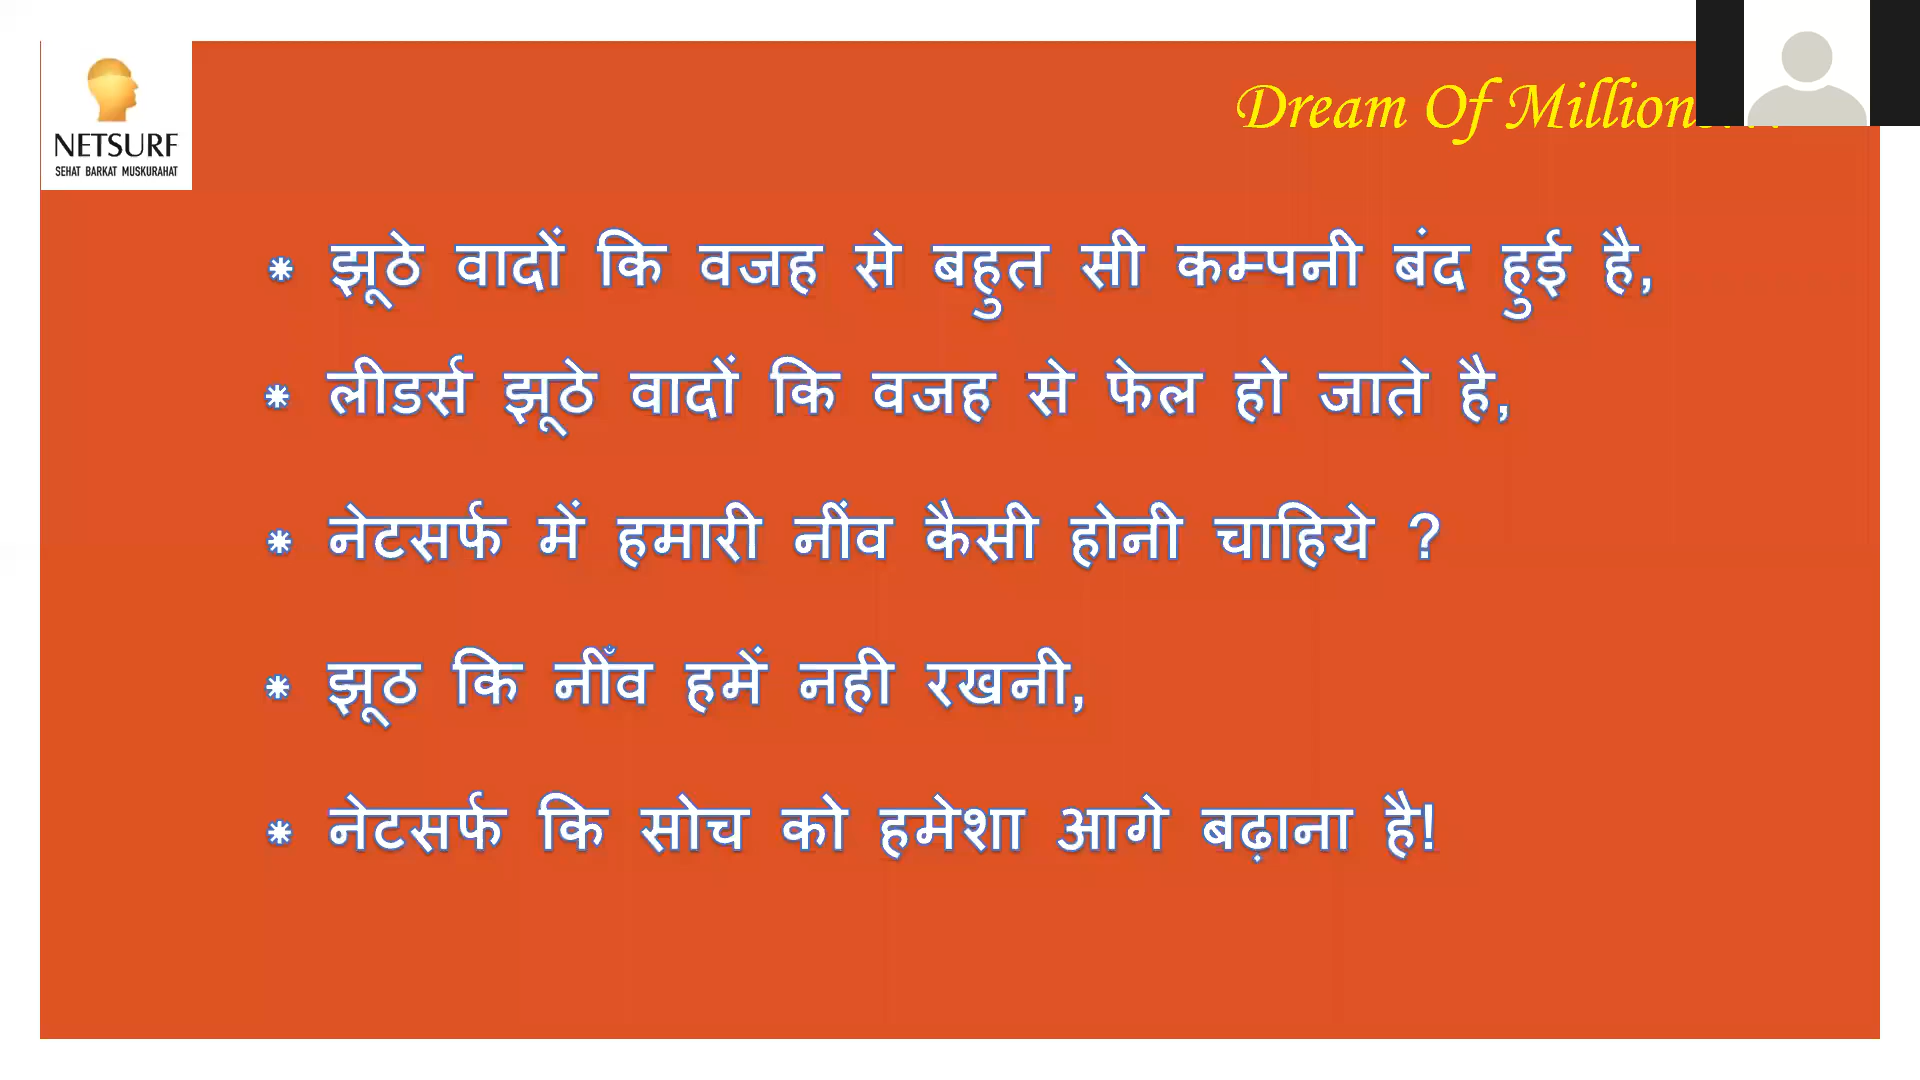 NETSURF
SEHAT BARKAT MUSKURAHAT
Dream Of
* झूठे वादों कि वजह से बहुत सी कम्पनी बंद हुई है,
* लीडर्स झूठे वादों कि वजह से फेल हो जाते है,
* नेटसर्फ में हमारी नींव कैसी होनी चाहिये ?
* झूठ कि नीँव हमें नही रखनी,
* नेटसर्फ कि सोच को हमेशा आगे बढ़ाना है!